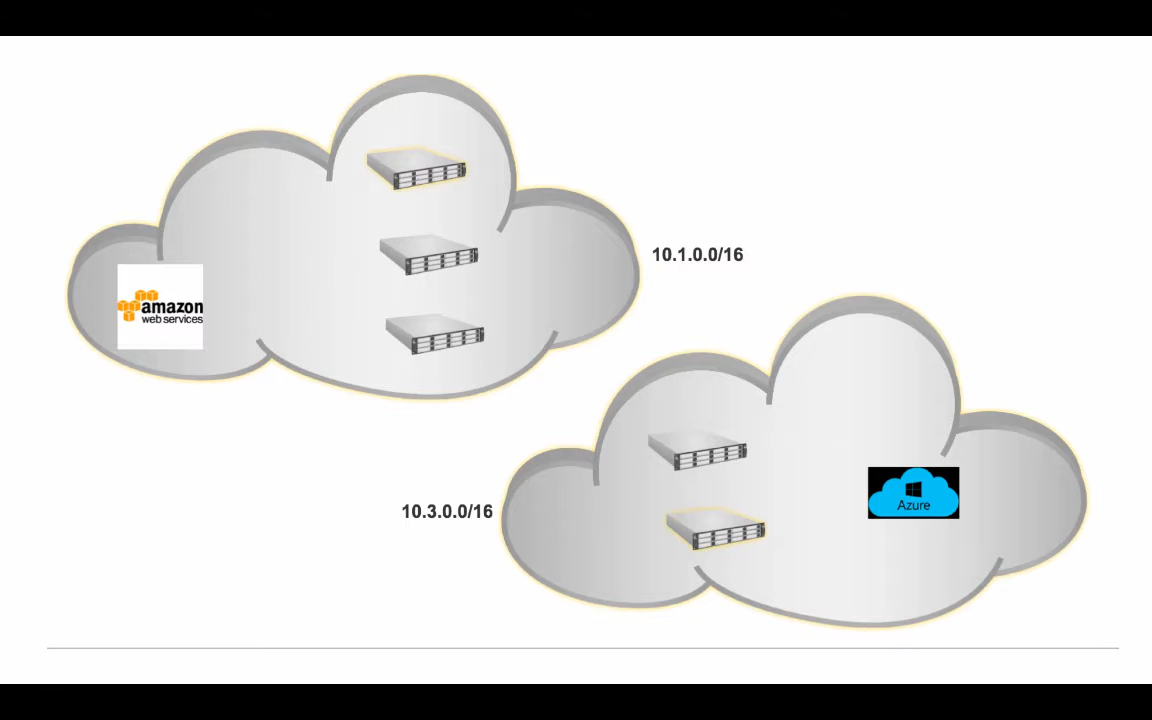 10.1.0.0/16
amazon
web services
10.3.0.0/16
Azure